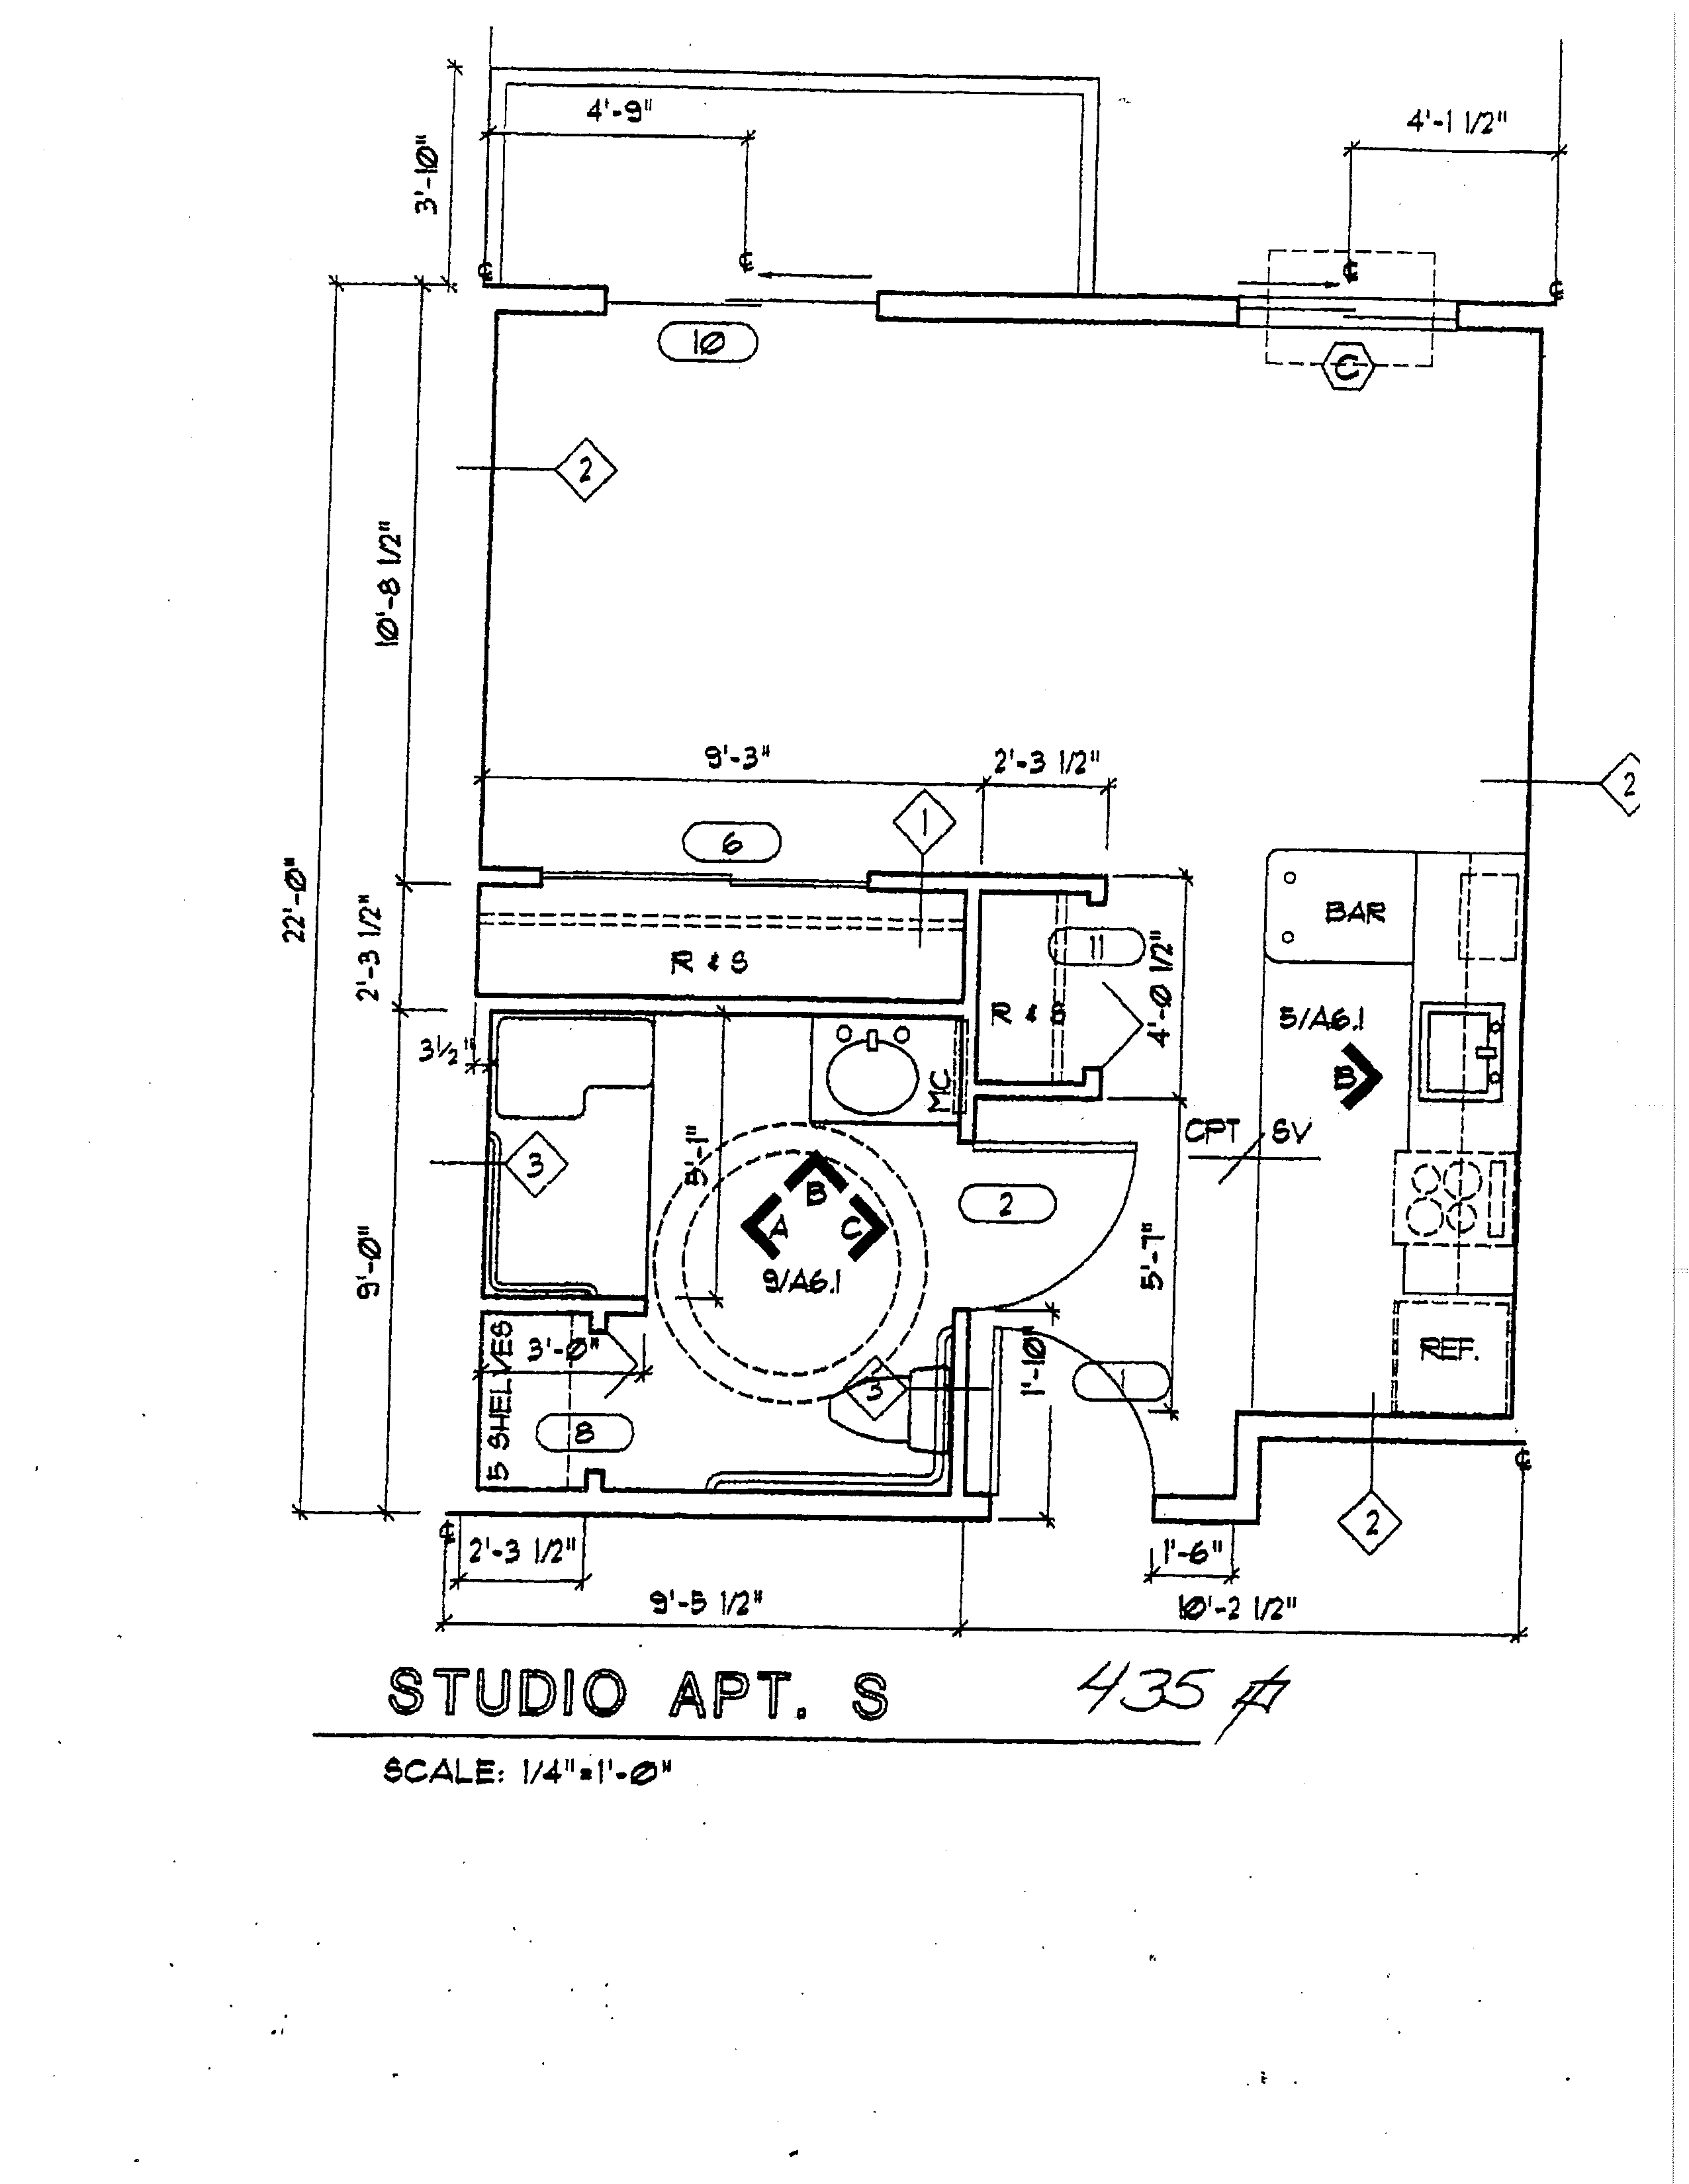 4'-9"
4'-1 1/2"
3'-10"
10
C
2
10'-8 1/2"
9'-3"
2'-3 1/2"
2
1
6
22'-0"
2'-3 1/2"
BAR
11
4'-0 1/2"
R & S
R & S
5/A6.1
B
3 1/2"
MC
CPT / SV
5'-1"
3
B
A C
9/A6.1
2
9'-0"
5'-7"
5 SHELVES
3'-0"
3
1'-10"
1
REF.
8
2
2'-3 1/2"
1'-6"
9'-5 1/2"
10'-2 1/2"
STUDIO APT. S
435
SCALE: 1/4"=1'-0"